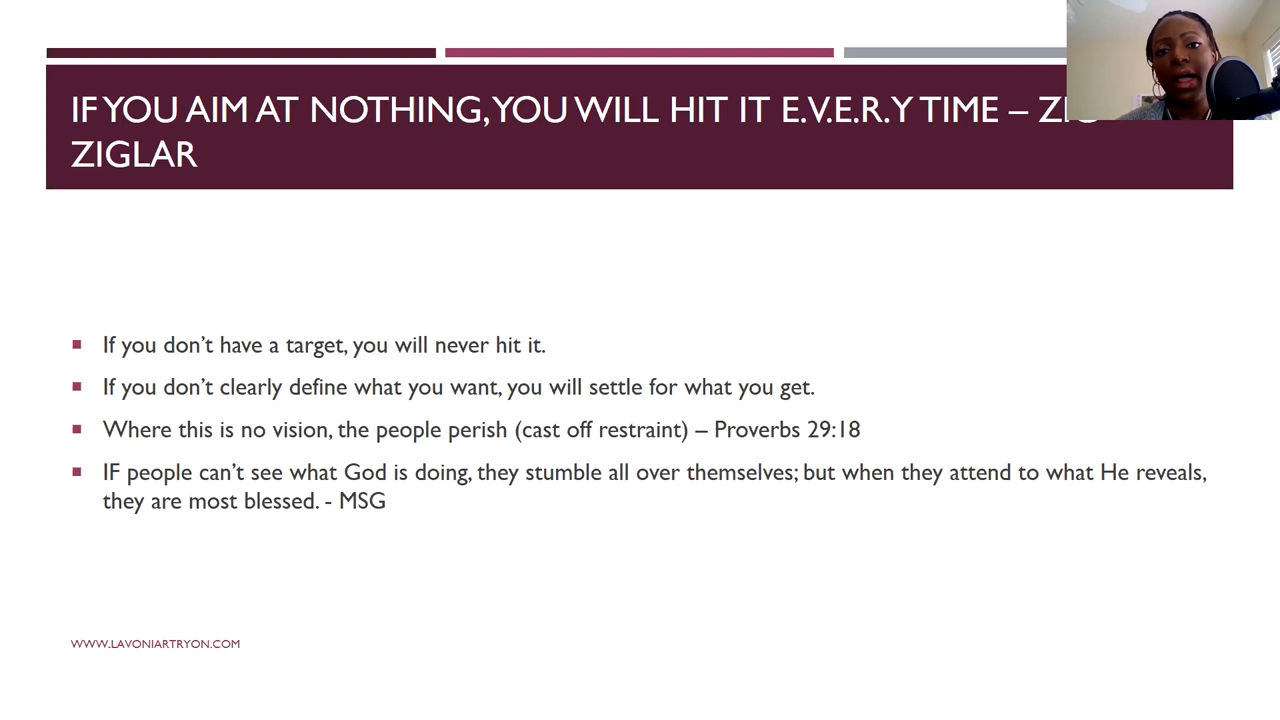 IF YOU AIM AT NOTHING, YOU WILL HIT IT E.V.E.R.Y TIME –
ZIGLAR
If you don't have a target, you will never hit it.
If you don't clearly define what you want, you will settle for what you get.
Where this is no vision, the people perish (cast off restraint) – Proverbs 29:18
IF people can't see what God is doing, they stumble all over themselves; but when they attend to what He reveals,
they are most blessed. - MSG
WWW.LAVONIARTRYON.COM